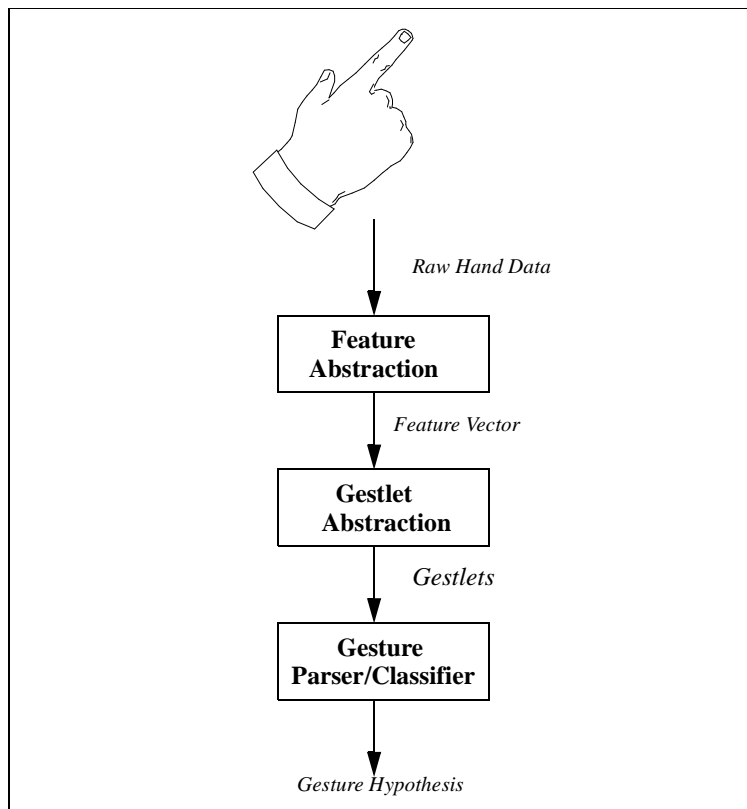 Raw Hand Data
Feature
Abstraction
Feature Vector
Gestlet
Abstraction
Gestlets
Gesture
Parser/Classifier
Gesture Hypothesis